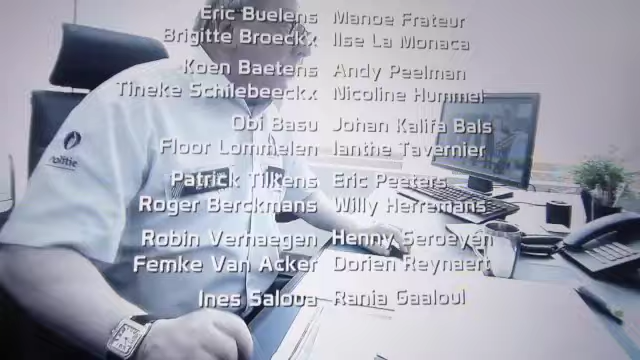 Eric Buelens Manoe Frateur
Brigitte Broeckx Ilse La Monaca
Koen Baetens Andy Peelman
Tineke Schilebeeckx Nicoline Hummel
Obi Basu Johan Kalifa Bals
Floor Lommelen Ianthe Tavernier
Patrick Tilkens Eric Peeters
Roger Berckmans Willy Herremans
Robin Verhaegen Henny Seroeyen
Femke Van Acker Dorien Reynaert
Ines Saloua Rania Gaaloul
Politie